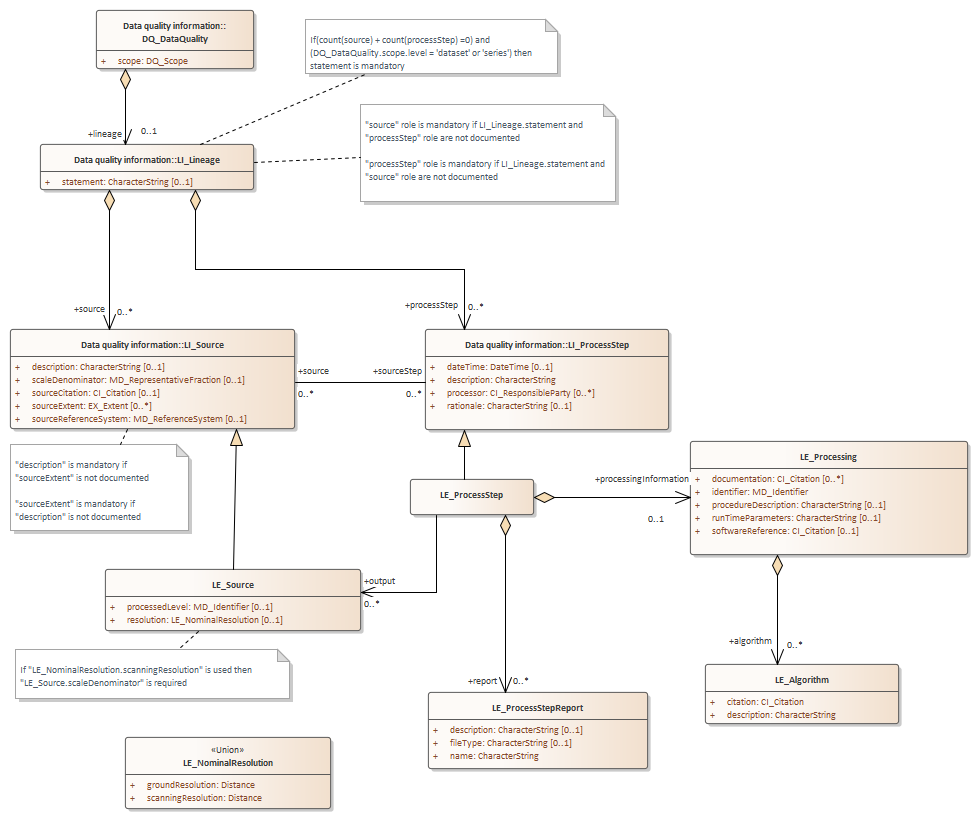 Data quality information::
DQ_DataQuality
+ scope: DQ_Scope
If(count(source) + count(processStep) =0) and
(DQ_DataQuality.scope.level = 'dataset' or 'series') then
statement is mandatory
+lineage
0..1
"source" role is mandatory if LI_Lineage.statement and
"processStep" role are not documented
"processStep" role is mandatory if LI_Lineage.statement and
"source" role are not documented
Data quality information::LI_Lineage
+ statement: CharacterString [0..1]
+source
0..*
+processStep
0..*
Data quality information::LI_Source
+ description: CharacterString [0..1]
+ scaleDenominator: MD_RepresentativeFraction [0..1]
+ sourceCitation: CI_Citation [0..1]
+ sourceExtent: EX_Extent [0..*]
+ sourceReferenceSystem: MD_ReferenceSystem [0..1]
+source
0..*
+sourceStep
0..*
Data quality information::LI_ProcessStep
+ dateTime: DateTime [0..1]
+ description: CharacterString
+ processor: CI_ResponsibleParty [0..*]
+ rationale: CharacterString [0..1]
"description" is mandatory if
"sourceExtent" is not documented
"sourceExtent" is mandatory if
"description" is not documented
LE_ProcessStep
+processingInformation
0..1
LE_Processing
+ documentation: CI_Citation [0..*]
+ identifier: MD_Identifier
+ procedureDescription: CharacterString [0..1]
+ runTimeParameters: CharacterString [0..1]
+ softwareReference: CI_Citation [0..1]
LE_Source
+ processedLevel: MD_Identifier [0..1]
+ resolution: LE_NominalResolution [0..1]
+output
0..*
If "LE_NominalResolution.scanningResolution" is used then
"LE_Source.scaleDenominator" is required
+report
0..*
+algorithm
0..*
LE_Algorithm
+ citation: CI_Citation
+ description: CharacterString
LE_ProcessStepReport
+ description: CharacterString [0..1]
+ fileType: CharacterString [0..1]
+ name: CharacterString
«Union»
LE_NominalResolution
+ groundResolution: Distance
+ scanningResolution: Distance